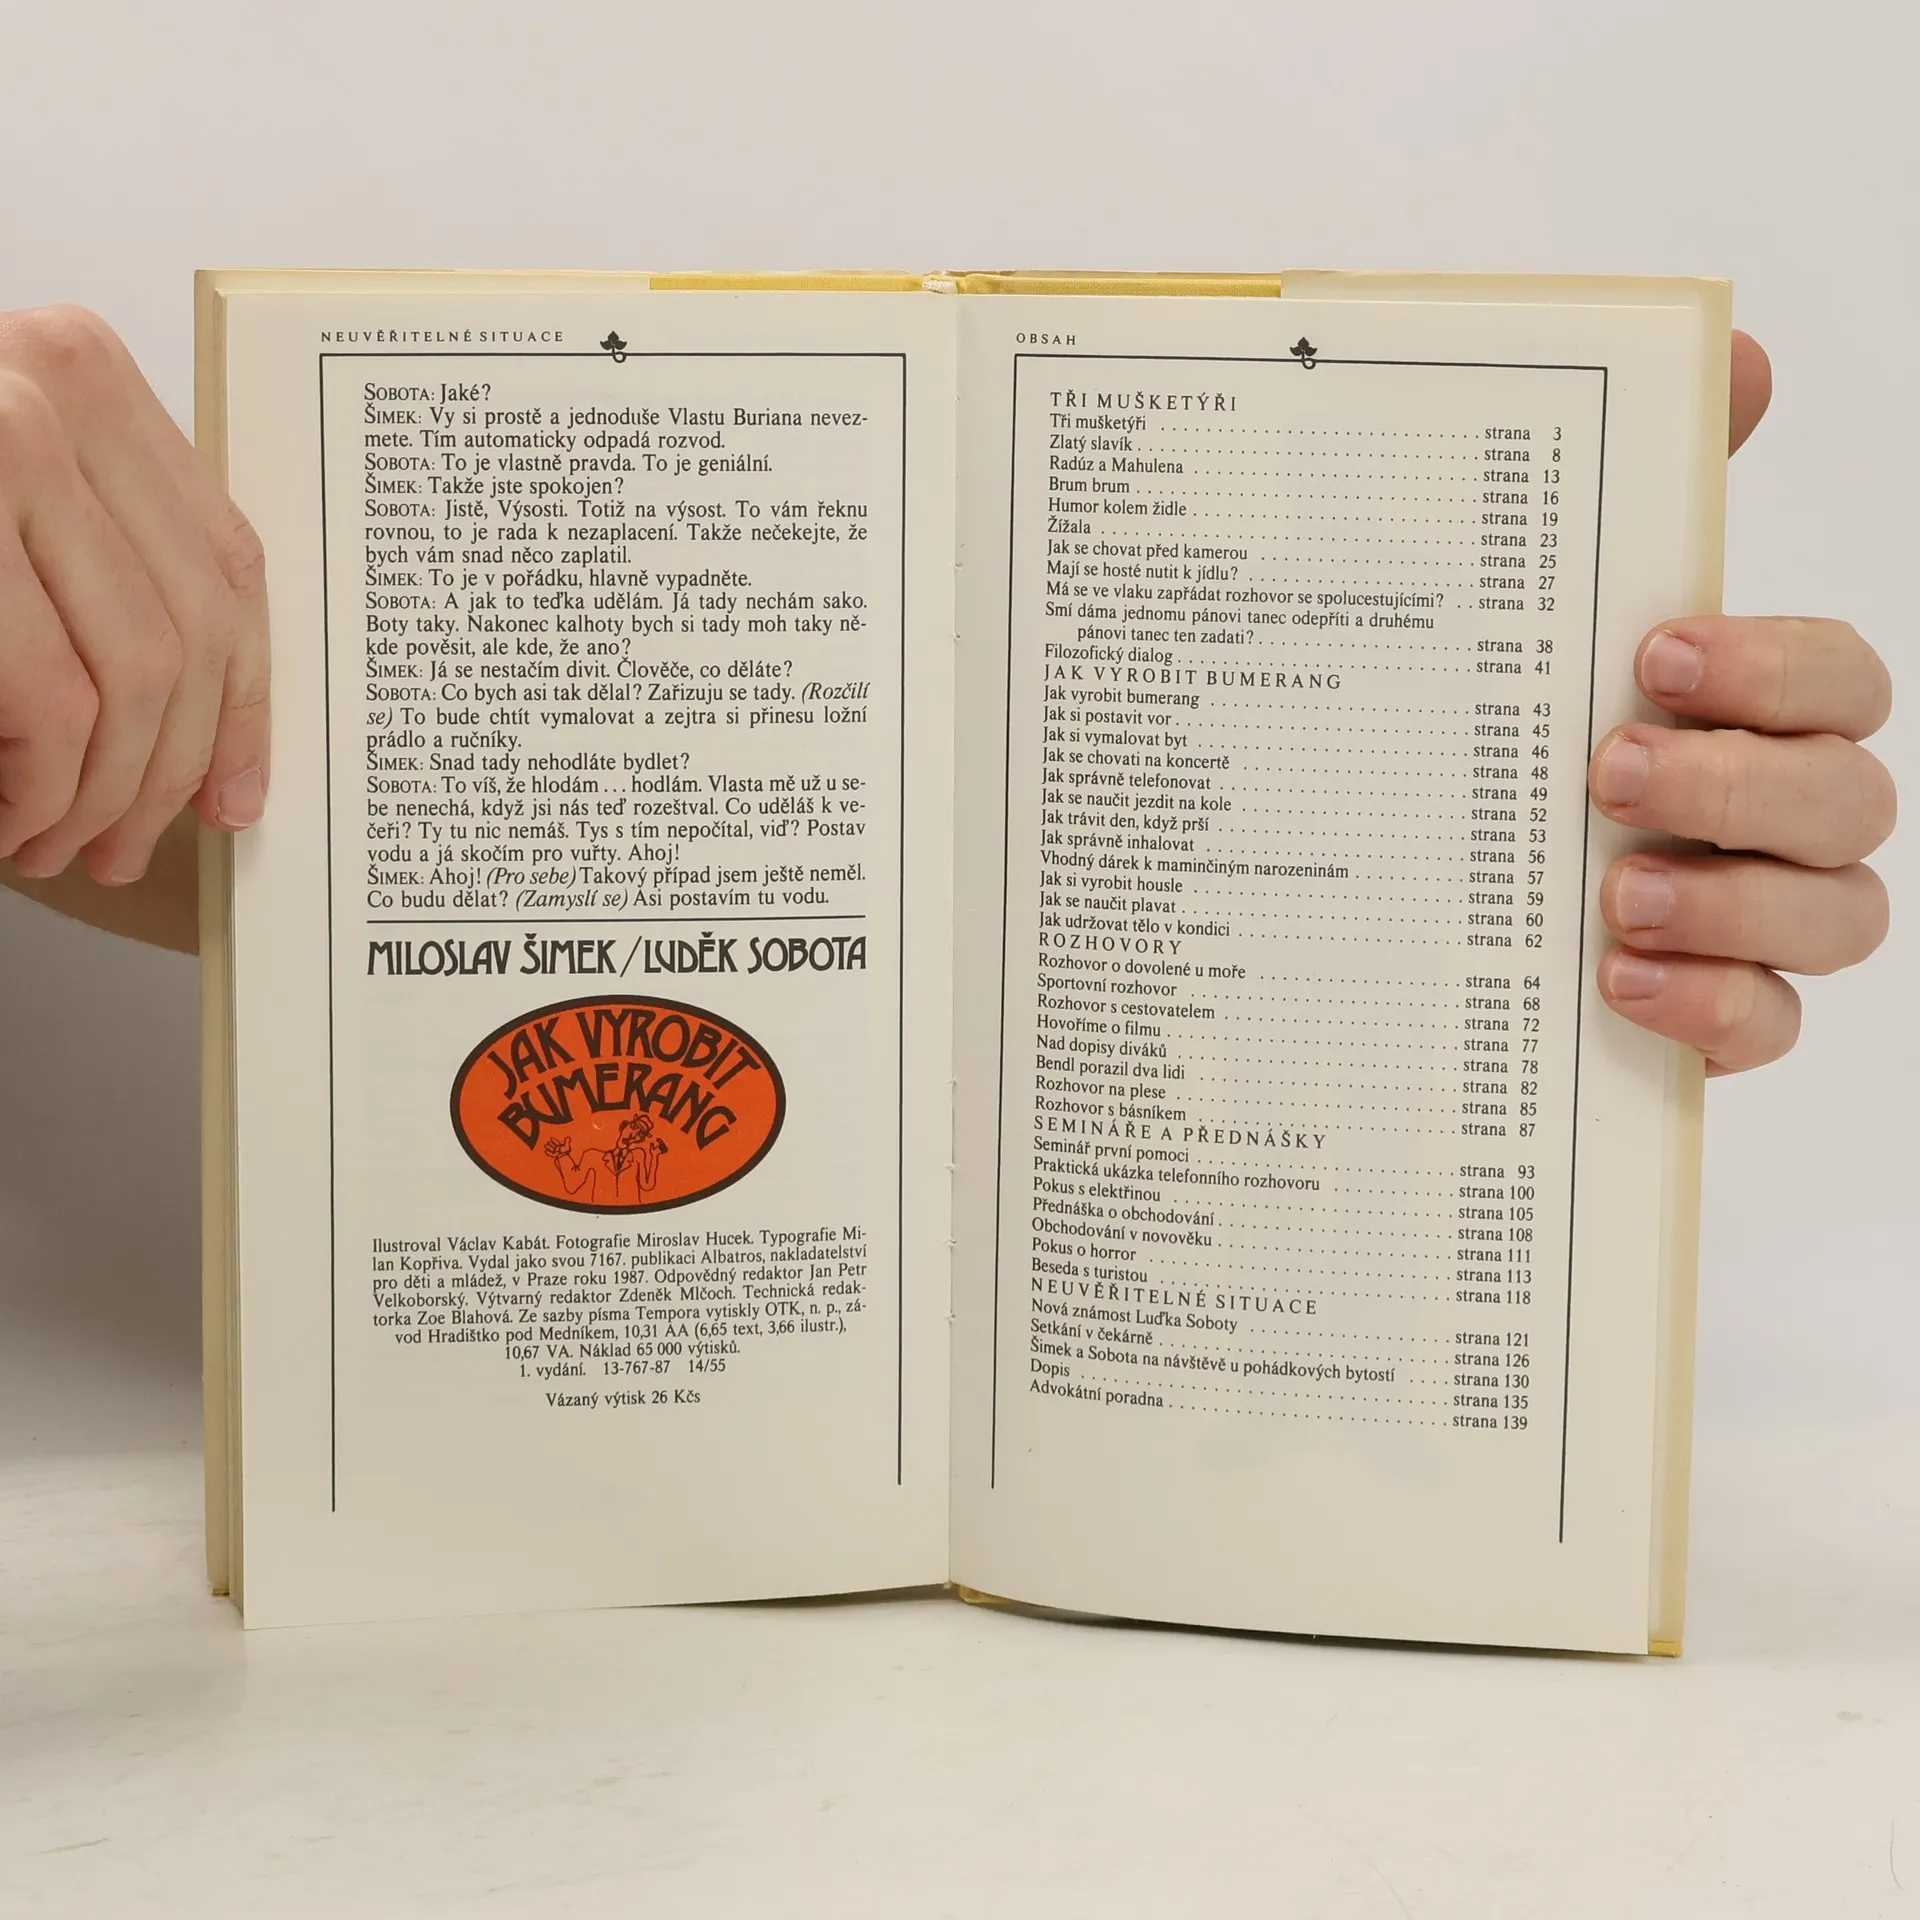 NEUVĚŘITELNÉ SITUACE
SOBOTA: Jaké?
ŠIMEK: Vy si prostě a jednoduše Vlastu Buriana nevez-
mete. Tím automaticky odpadá rozvod.
SOBOTA: To je vlastně pravda. To je geniální.
ŠIMEK: Takže jste spokojen?
SOBOTA: Jistě, Výsosti. Totiž na výsost. To vám řeknu
rovnou, to je rada k nezaplacení. Takže nečekejte, že
bych vám snad něco zaplatil.
ŠIMEK: To je v pořádku, hlavně vypadněte.
SOBOTA: A jak to teďka udělám. Já tady nechám sako.
Boty taky. Nakonec kalhoty bych si tady moh taky ně-
kde pověsit, ale kde, že ano?
ŠIMEK: Já se nestačím divit. Člověče, co děláte?
SOBOTA: Co bych asi tak dělal? Zařizuju se tady. (Rozčilí
se) To bude chtít vymalovat a zejtra si přinesu ložní
prádlo a ručníky.
ŠIMEK: Snad tady nehodláte bydlet?
SOBOTA: To víš, že hlodám... hodlám. Vlasta mě už u se-
be nenechá, když jsi nás teď rozeštval. Co uděláš k ve-
čeři? Ty tu nic nemáš. Tys s tím nepočítal, viď? Postav
vodu a já skočím pro vuřty. Ahoj!
ŠIMEK: Ahoj! (Pro sebe) Takový případ jsem ještě neměl.
Co budu dělat? (Zamyslí se) Asi postavím tu vodu.
MILOSLAV ŠIMEK/LUDĚK SOBOTA
JAK VYROBIT
BUMERANG
Ilustroval Václav Kabát. Fotografie Miroslav Hucek. Typografie Mi-
lan Kopřiva. Vydal jako svou 7167. publikaci Albatros, nakladatelství
pro děti a mládež, v Praze roku 1987. Odpovědný redaktor Jan Petr
Velkoborský. Výtvarný redaktor Zdeněk Mlčoch. Technická redak-
torka Zoe Blahová. Ze sazby písma Tempora vytiskly OTK, n. p., zá-
vod Hradištko pod Medníkem, 10,31 AA (6,65 text, 3,66 ilustr.),
10,67 VA. Náklad 65 000 výtisků.
1. vydání. 13-767-87 14/55
Vázaný výtisk 26 Kčs
OBSAH
TŘI MUŠKETÝŘI
Tři mušketýři . . . . . . . . . . strana 3
Zlatý slavík . . . . . . . . . . strana 8
Radúz a Mahulena . . . . . . . . . . strana 13
Brum brum . . . . . . . . . . strana 16
Humor kolem židle . . . . . . . . . . strana 19
Žížala . . . . . . . . . . strana 23
Jak se chovat před kamerou . . . . . . . . . . strana 25
Mají se hosté nutit k jídlu? . . . . . . . . . . strana 27
Má se ve vlaku zapřádat rozhovor se spolucestujícími? . . strana 32
Smí dáma jednomu pánovi tanec odepříti a druhému
pánovi tanec ten zadati? . . . . . . . . . . strana 38
Filozofický dialog . . . . . . . . . . strana 41
JAK VYROBIT BUMERANG
Jak vyrobit bumerang . . . . . . . . . . strana 43
Jak si postavit vor . . . . . . . . . . strana 45
Jak si vymalovat byt . . . . . . . . . . strana 46
Jak se chovati na koncertě . . . . . . . . . . strana 48
Jak správně telefonovat . . . . . . . . . . strana 49
Jak se naučit jezdit na kole . . . . . . . . . . strana 52
Jak trávit den, když prší . . . . . . . . . . strana 53
Jak správně inhalovat . . . . . . . . . . strana 56
Vhodný dárek k maminčiným narozeninám . . . . . . . . . . strana 57
Jak si vyrobit housle . . . . . . . . . . strana 59
Jak se naučit plavat . . . . . . . . . . strana 60
Jak udržovat tělo v kondici . . . . . . . . . . strana 62
ROZHOVORY
Rozhovor o dovolené u moře . . . . . . . . . . strana 64
Sportovní rozhovor . . . . . . . . . . strana 68
Rozhovor s cestovatelem . . . . . . . . . . strana 72
Hovoříme o filmu . . . . . . . . . . strana 77
Nad dopisy diváků . . . . . . . . . . strana 78
Bendl porazil dva lidi . . . . . . . . . . strana 82
Rozhovor na plese . . . . . . . . . . strana 85
Rozhovor s básníkem . . . . . . . . . . strana 87
SEMINÁŘE A PŘEDNÁŠKY
Seminář první pomoci . . . . . . . . . . strana 93
Praktická ukázka telefonního rozhovoru . . . . . . . . . . strana 100
Pokus s elektřinou . . . . . . . . . . strana 105
Přednáška o obchodování . . . . . . . . . . strana 108
Obchodování v novověku . . . . . . . . . . strana 111
Pokus o horror . . . . . . . . . . strana 113
Beseda s turistou . . . . . . . . . . strana 118
NEUVĚŘITELNÉ SITUACE
Nová známost Luďka Soboty . . . . . . . . . . strana 121
Setkání v čekárně . . . . . . . . . . strana 126
Šimek a Sobota na návštěvě u pohádkových bytostí . . . . strana 130
Dopis . . . . . . . . . . strana 135
Advokátní poradna . . . . . . . . . . strana 139